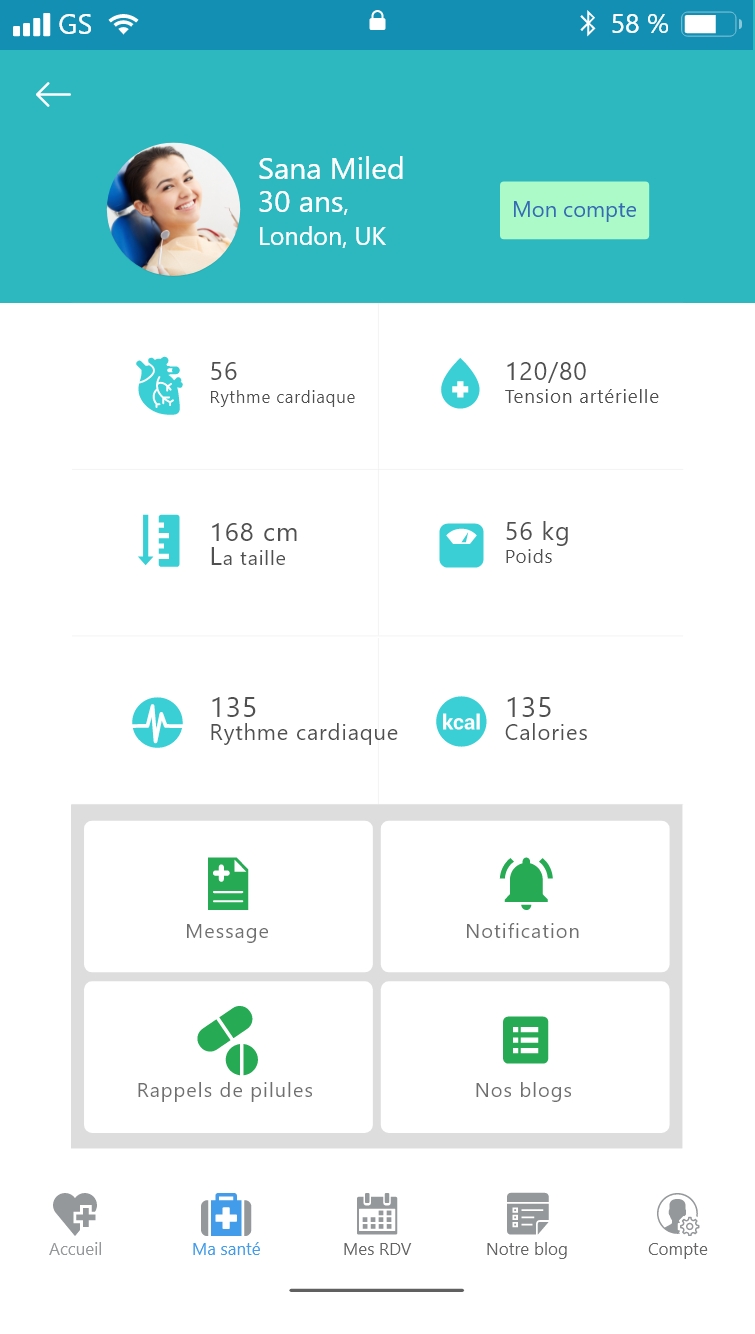 GS 58 %
Sana Miled
30 ans,
London, UK
Mon compte
56
Rythme cardiaque
120/80
Tension artérielle
168 cm
La taille
56 kg
Poids
135
Rythme cardiaque
kcal
135
Calories
Message
Notification
Rappels de pilules
Nos blogs
Accueil
Ma santé
Mes RDV
Notre blog
Compte